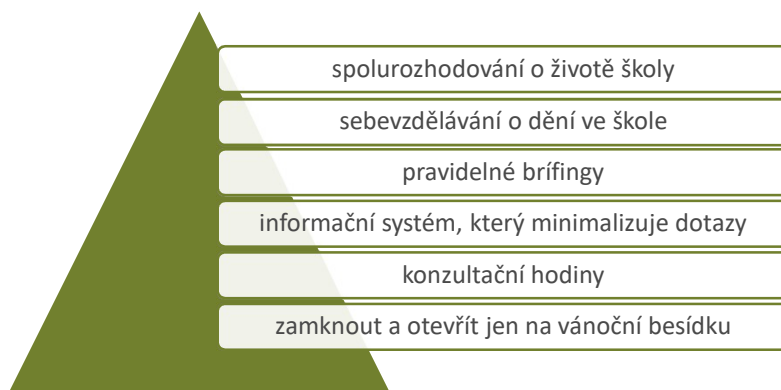 spolurozhodování o životě školy
sebevzdělávání o dění ve škole
pravidelné brífingy
informační systém, který minimalizuje dotazy
konzultační hodiny
zamknout a otevřít jen na vánoční besídku